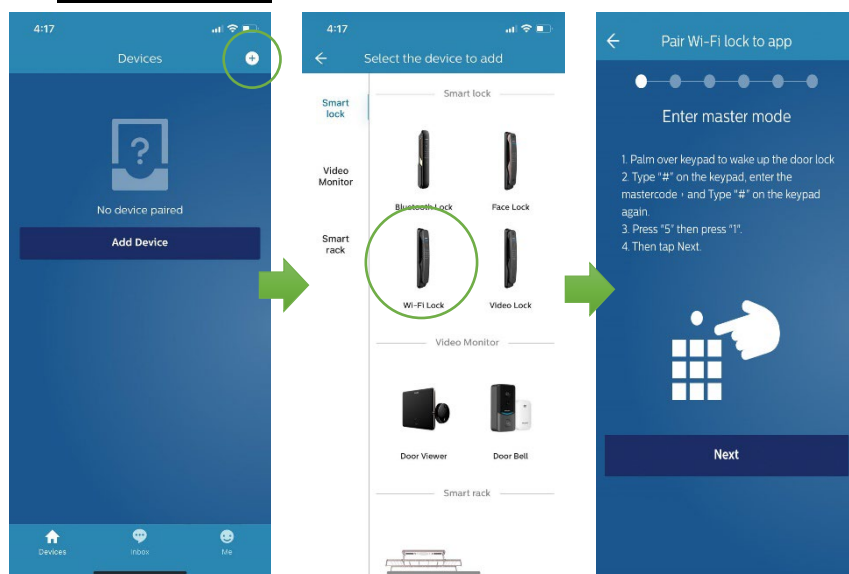 4:17
Devices
No device paired
Add Device
Devices
Inbox
Me
4:17
Select the device to add
Smart lock
Smart
lock
Video
Monitor
Smart
rack
Bluetooth Lock
Face Lock
Wi-Fi Lock
Video Lock
Video Monitor
Door Viewer
Door Bell
Smart rack
Pair Wi-Fi lock to app
Enter master mode
1. Palm over keypad to wake up the door lock
2. Type "#" on the keypad, enter the
mastercode，and Type "#" on the keypad
again.
3. Press "5" then press "1".
4. Then tap Next.
Next